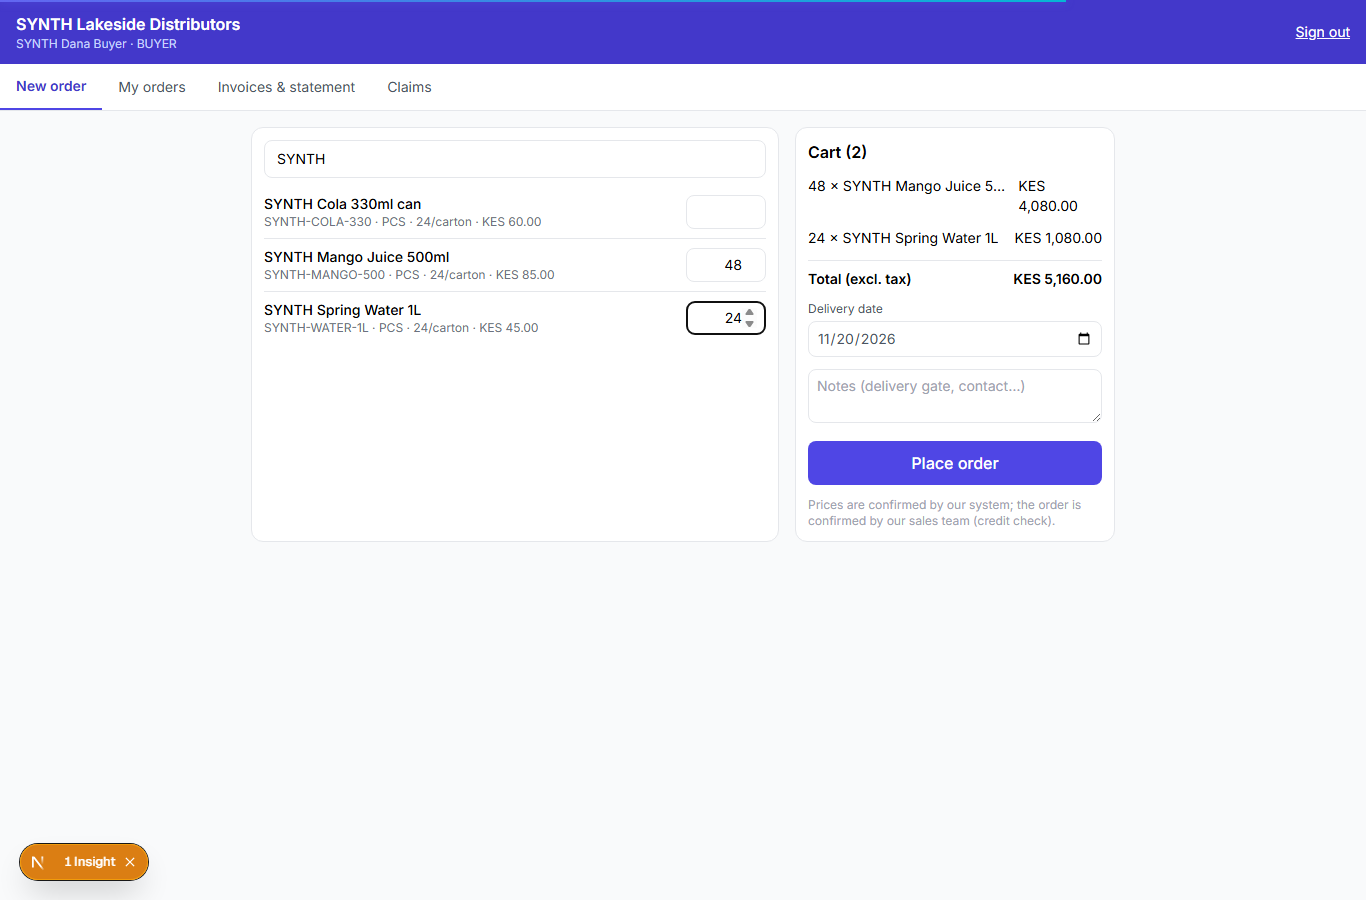 SYNTH Lakeside Distributors
SYNTH Dana Buyer · BUYER
Sign out
New order
My orders
Invoices & statement
Claims
SYNTH
SYNTH Cola 330ml can
SYNTH-COLA-330 · PCS · 24/carton · KES 60.00
SYNTH Mango Juice 500ml
SYNTH-MANGO-500 · PCS · 24/carton · KES 85.00
48
SYNTH Spring Water 1L
SYNTH-WATER-1L · PCS · 24/carton · KES 45.00
24
Cart (2)
48 × SYNTH Mango Juice 5... KES
4,080.00
24 × SYNTH Spring Water 1L KES 1,080.00
Total (excl. tax) KES 5,160.00
Delivery date
11/20/2026
Notes (delivery gate, contact...)
Place order
Prices are confirmed by our system; the order is
confirmed by our sales team (credit check).
N 1 Insight